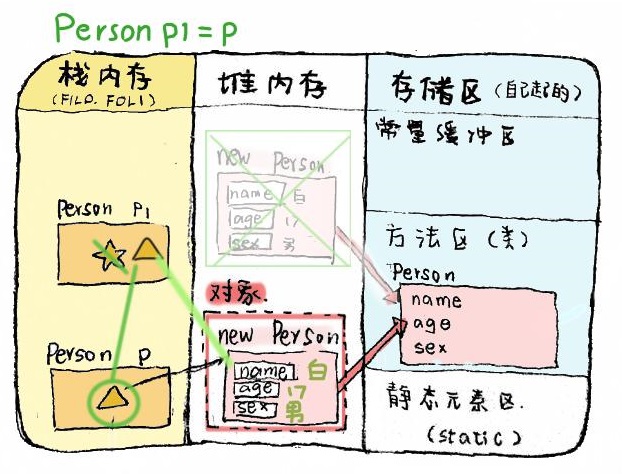 Person p1 = p
栈内存
(FILO. FOLI)
堆内存
存储区(自己起的)
常量缓冲区
new Person
name 白
age 17
sex 男
Person P1
方法区(类)
Person
name
age
sex
对象.
new Person
name 白
age 17
sex 男
Person p
静态元素区.
(static)